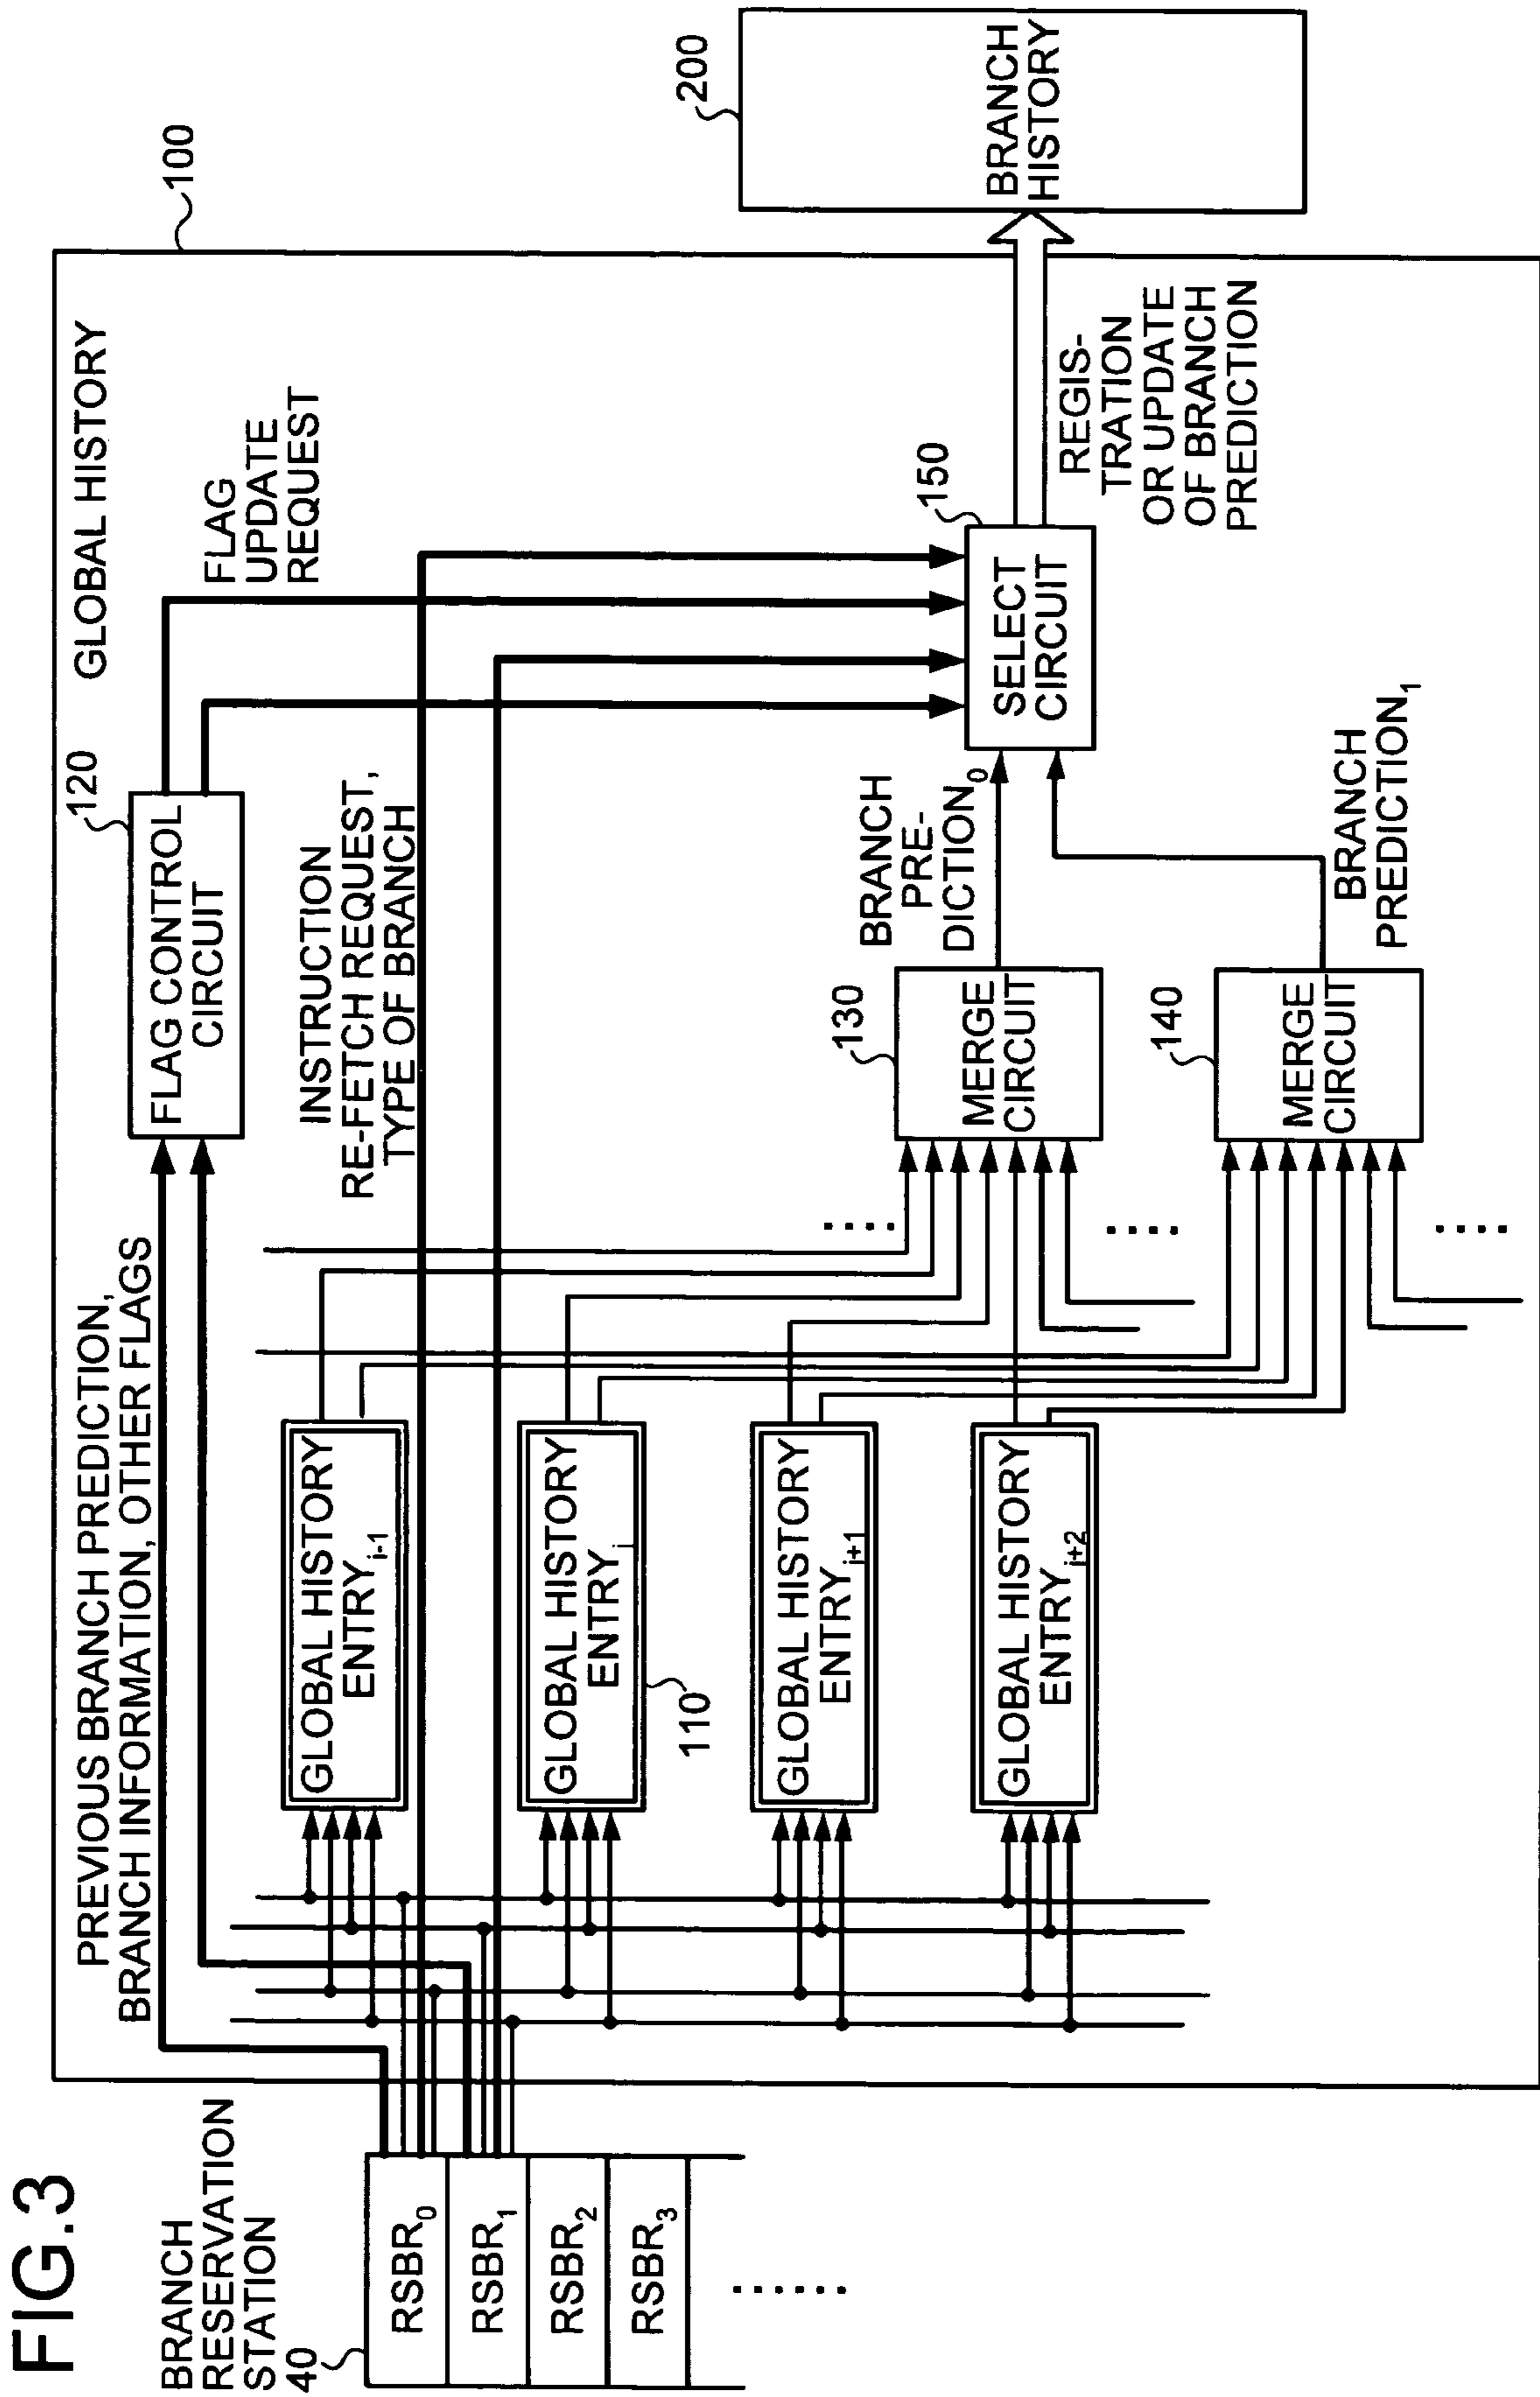 FIG.3
BRANCH
RESERVATION
STATION
40
RSBR0
RSBR1
RSBR2
RSBR3
......
PREVIOUS BRANCH PREDICTION,
BRANCH INFORMATION, OTHER FLAGS
GLOBAL HISTORY
100
FLAG CONTROL
CIRCUIT
120
FLAG
UPDATE
REQUEST
INSTRUCTION
RE-FETCH REQUEST,
TYPE OF BRANCH
GLOBAL HISTORY
ENTRYi-1
GLOBAL HISTORY
ENTRYi
110
GLOBAL HISTORY
ENTRYi+1
GLOBAL HISTORY
ENTRYi+2
....
....
....
MERGE
CIRCUIT
130
MERGE
CIRCUIT
140
BRANCH
PRE-
DICTION0
BRANCH
PREDICTION1
SELECT
CIRCUIT
150
REGIS-
TRATION
OR UPDATE
OF BRANCH
PREDICTION
BRANCH
HISTORY
200